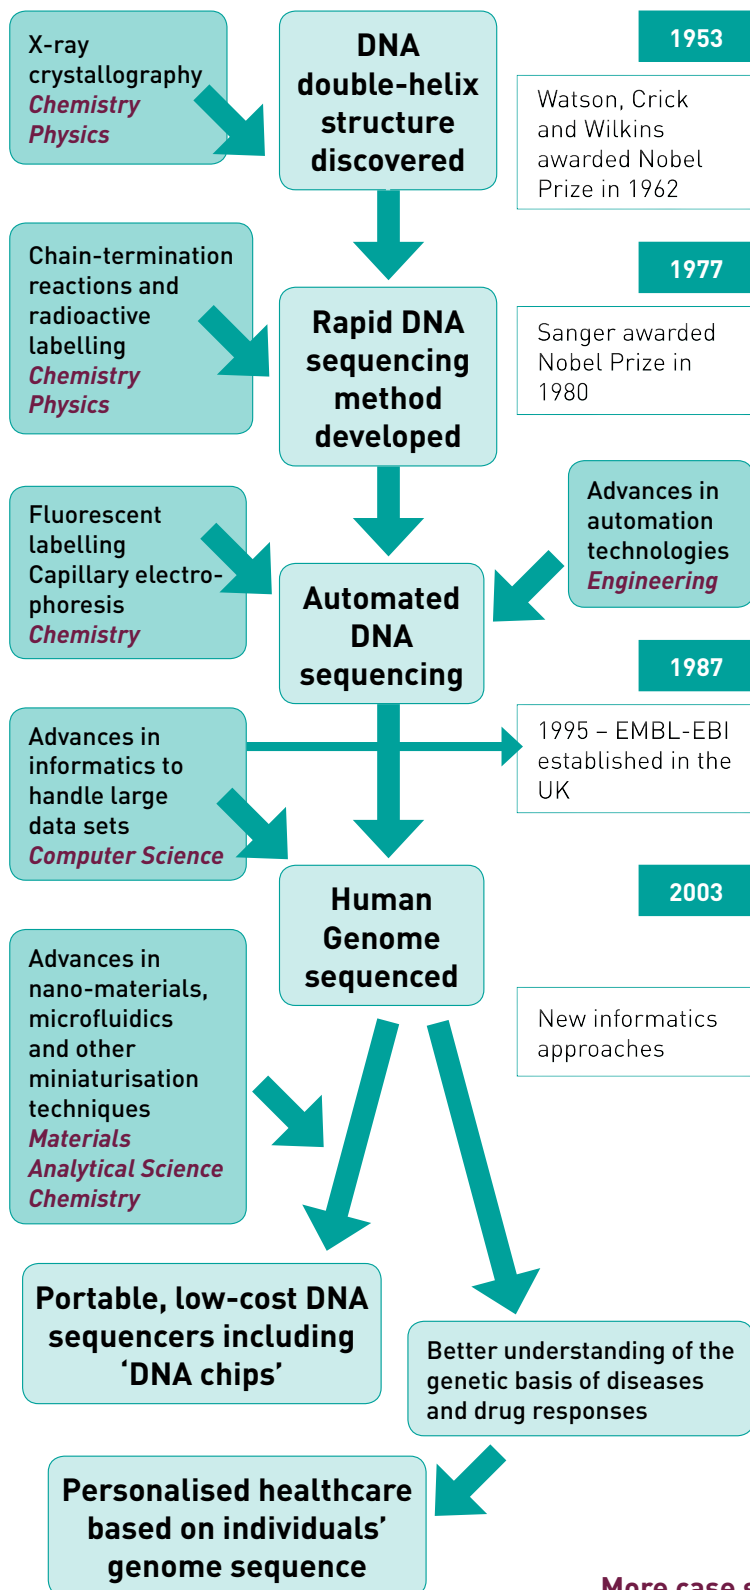 X-ray
crystallography
Chemistry
Physics
DNA
double-helix
structure
discovered
1953
Watson, Crick
and Wilkins
awarded Nobel
Prize in 1962
Chain-termination
reactions and
radioactive
labelling
Chemistry
Physics
Rapid DNA
sequencing
method
developed
1977
Sanger awarded
Nobel Prize in
1980
Fluorescent
labelling
Capillary electro-
phoresis
Chemistry
Automated
DNA
sequencing
Advances in
automation
technologies
Engineering
1987
1995 – EMBL-EBI
established in the
UK
Advances in
informatics to
handle large
data sets
Computer Science
Human
Genome
sequenced
2003
New informatics
approaches
Advances in
nano-materials,
microfluidics
and other
miniaturisation
techniques
Materials
Analytical Science
Chemistry
Portable, low-cost DNA
sequencers including
‘DNA chips’
Better understanding of the
genetic basis of diseases
and drug responses
Personalised healthcare
based on individuals’
genome sequence
More case